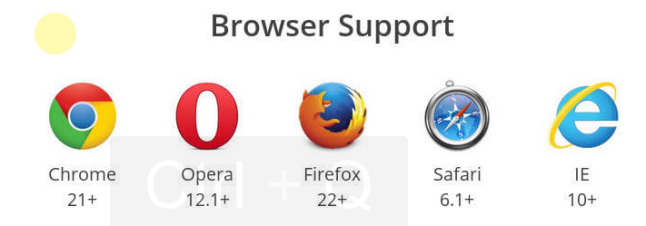 Browser Support
Chrome Opera Firefox Safari IE
21+ 12.1+ 22+ 6.1+ 10+
Ctrl + Q